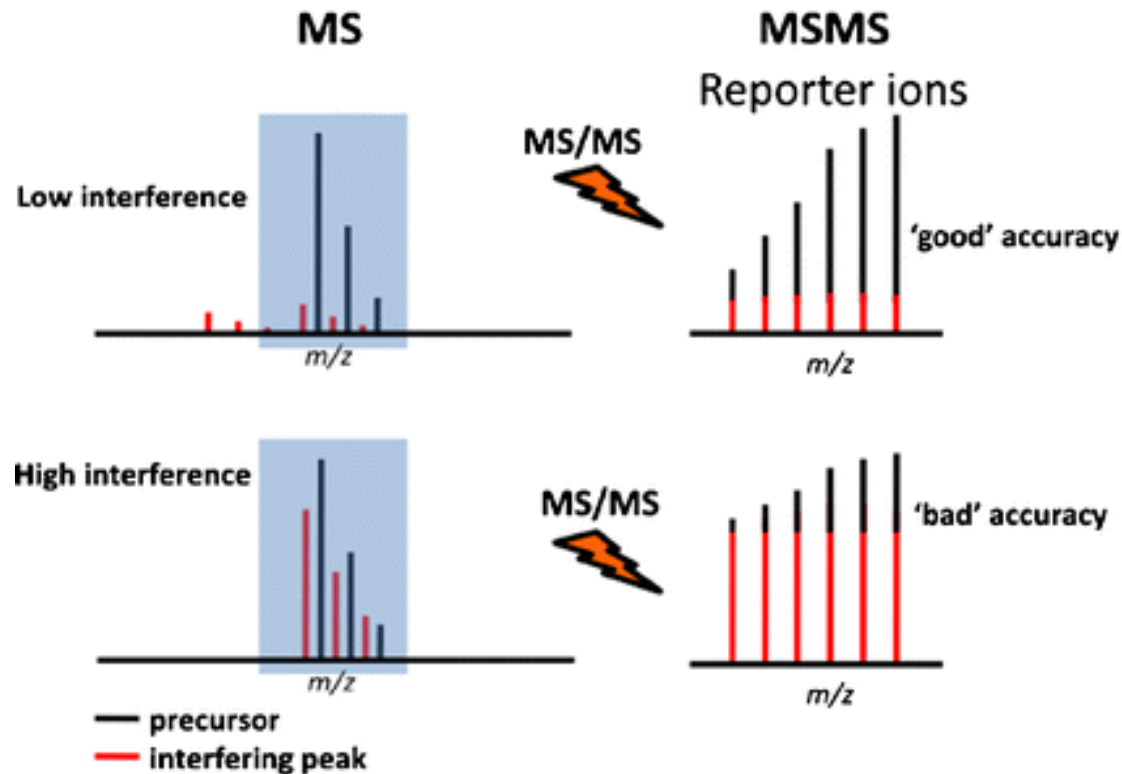 MS
MSMS
Reporter ions
MS/MS
Low interference
'good' accuracy
m/z
m/z
High interference
MS/MS
'bad' accuracy
m/z
m/z
precursor
interfering peak